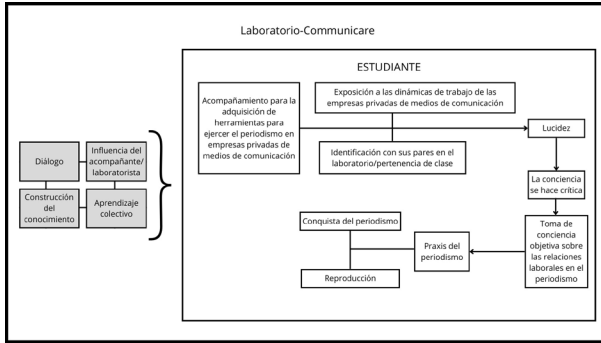 Laboratorio-Communicare
ESTUDIANTE
Acompañamiento para la
adquisición de
herramientas para
ejercer el periodismo en
empresas privadas de
medios de comunicación
Exposición a las dinámicas de trabajo de las
empresas privadas de medios de comunicación
Identificación con sus pares en el
laboratorio/pertenencia de clase
Lucidez
La conciencia
se hace crítica
Toma de
conciencia
objetiva sobre
las relaciones
laborales en el
periodismo
Praxis del
periodismo
Conquista del periodismo
Reproducción
Diálogo
Influencia del
acompañante/
laboratorista
Construcción
del
conocimiento
Aprendizaje
colectivo